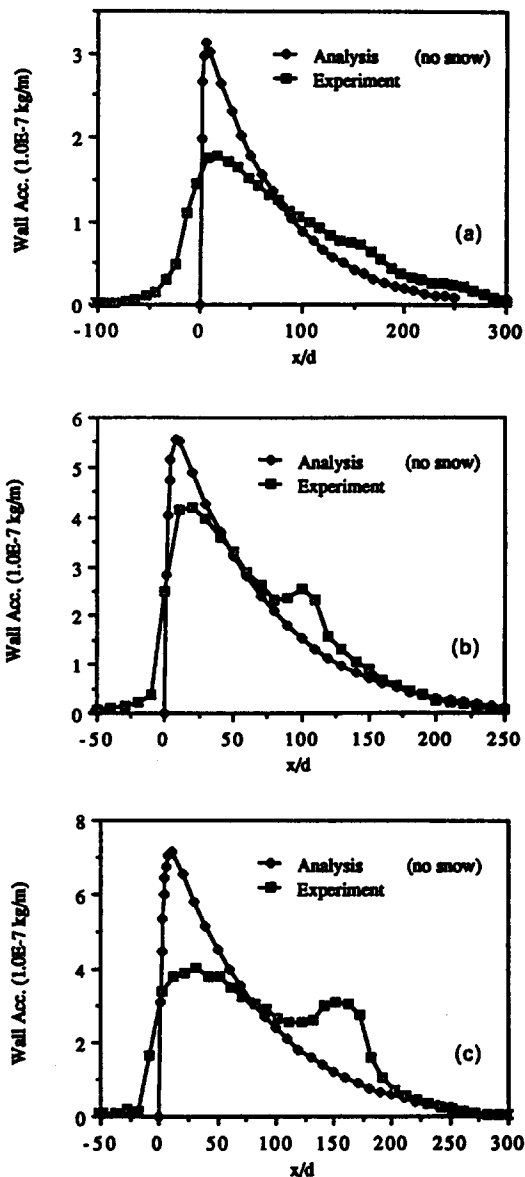 Wall Acc. (1.0E-7 kg/m)
3
2
1
0
Analysis (no snow)
Experiment
(a)
-100 0 100 200 300
x/d
Wall Acc. (1.0E-7 kg/m)
6
5
4
3
2
1
0
Analysis (no snow)
Experiment
(b)
-50 0 50 100 150 200 250
x/d
Wall Acc. (1.0E-7 kg/m)
8
6
4
2
0
Analysis (no snow)
Experiment
(c)
-50 0 50 100 150 200 250 300
x/d